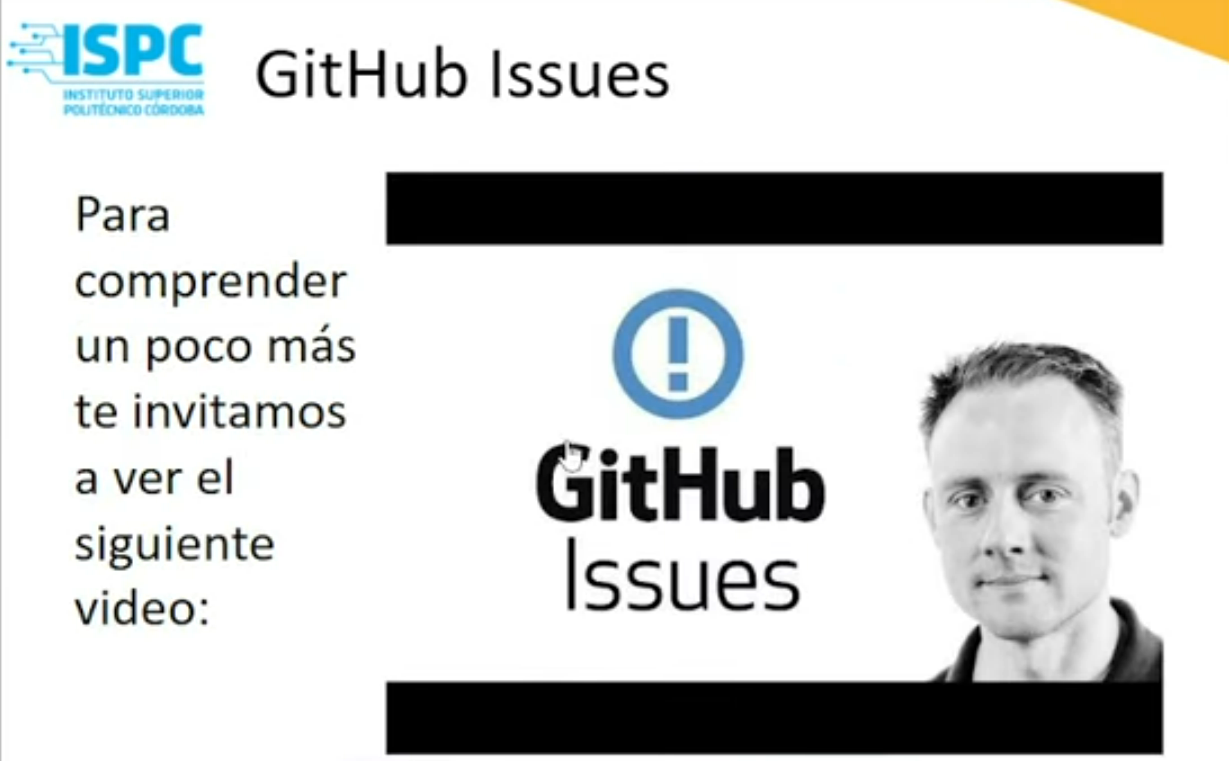 ISPC
INSTITUTO SUPERIOR
POLITÉCNICO CÓRDOBA
GitHub Issues
Para
comprender
un poco más
te invitamos
a ver el
siguiente
video:
GitHub
Issues